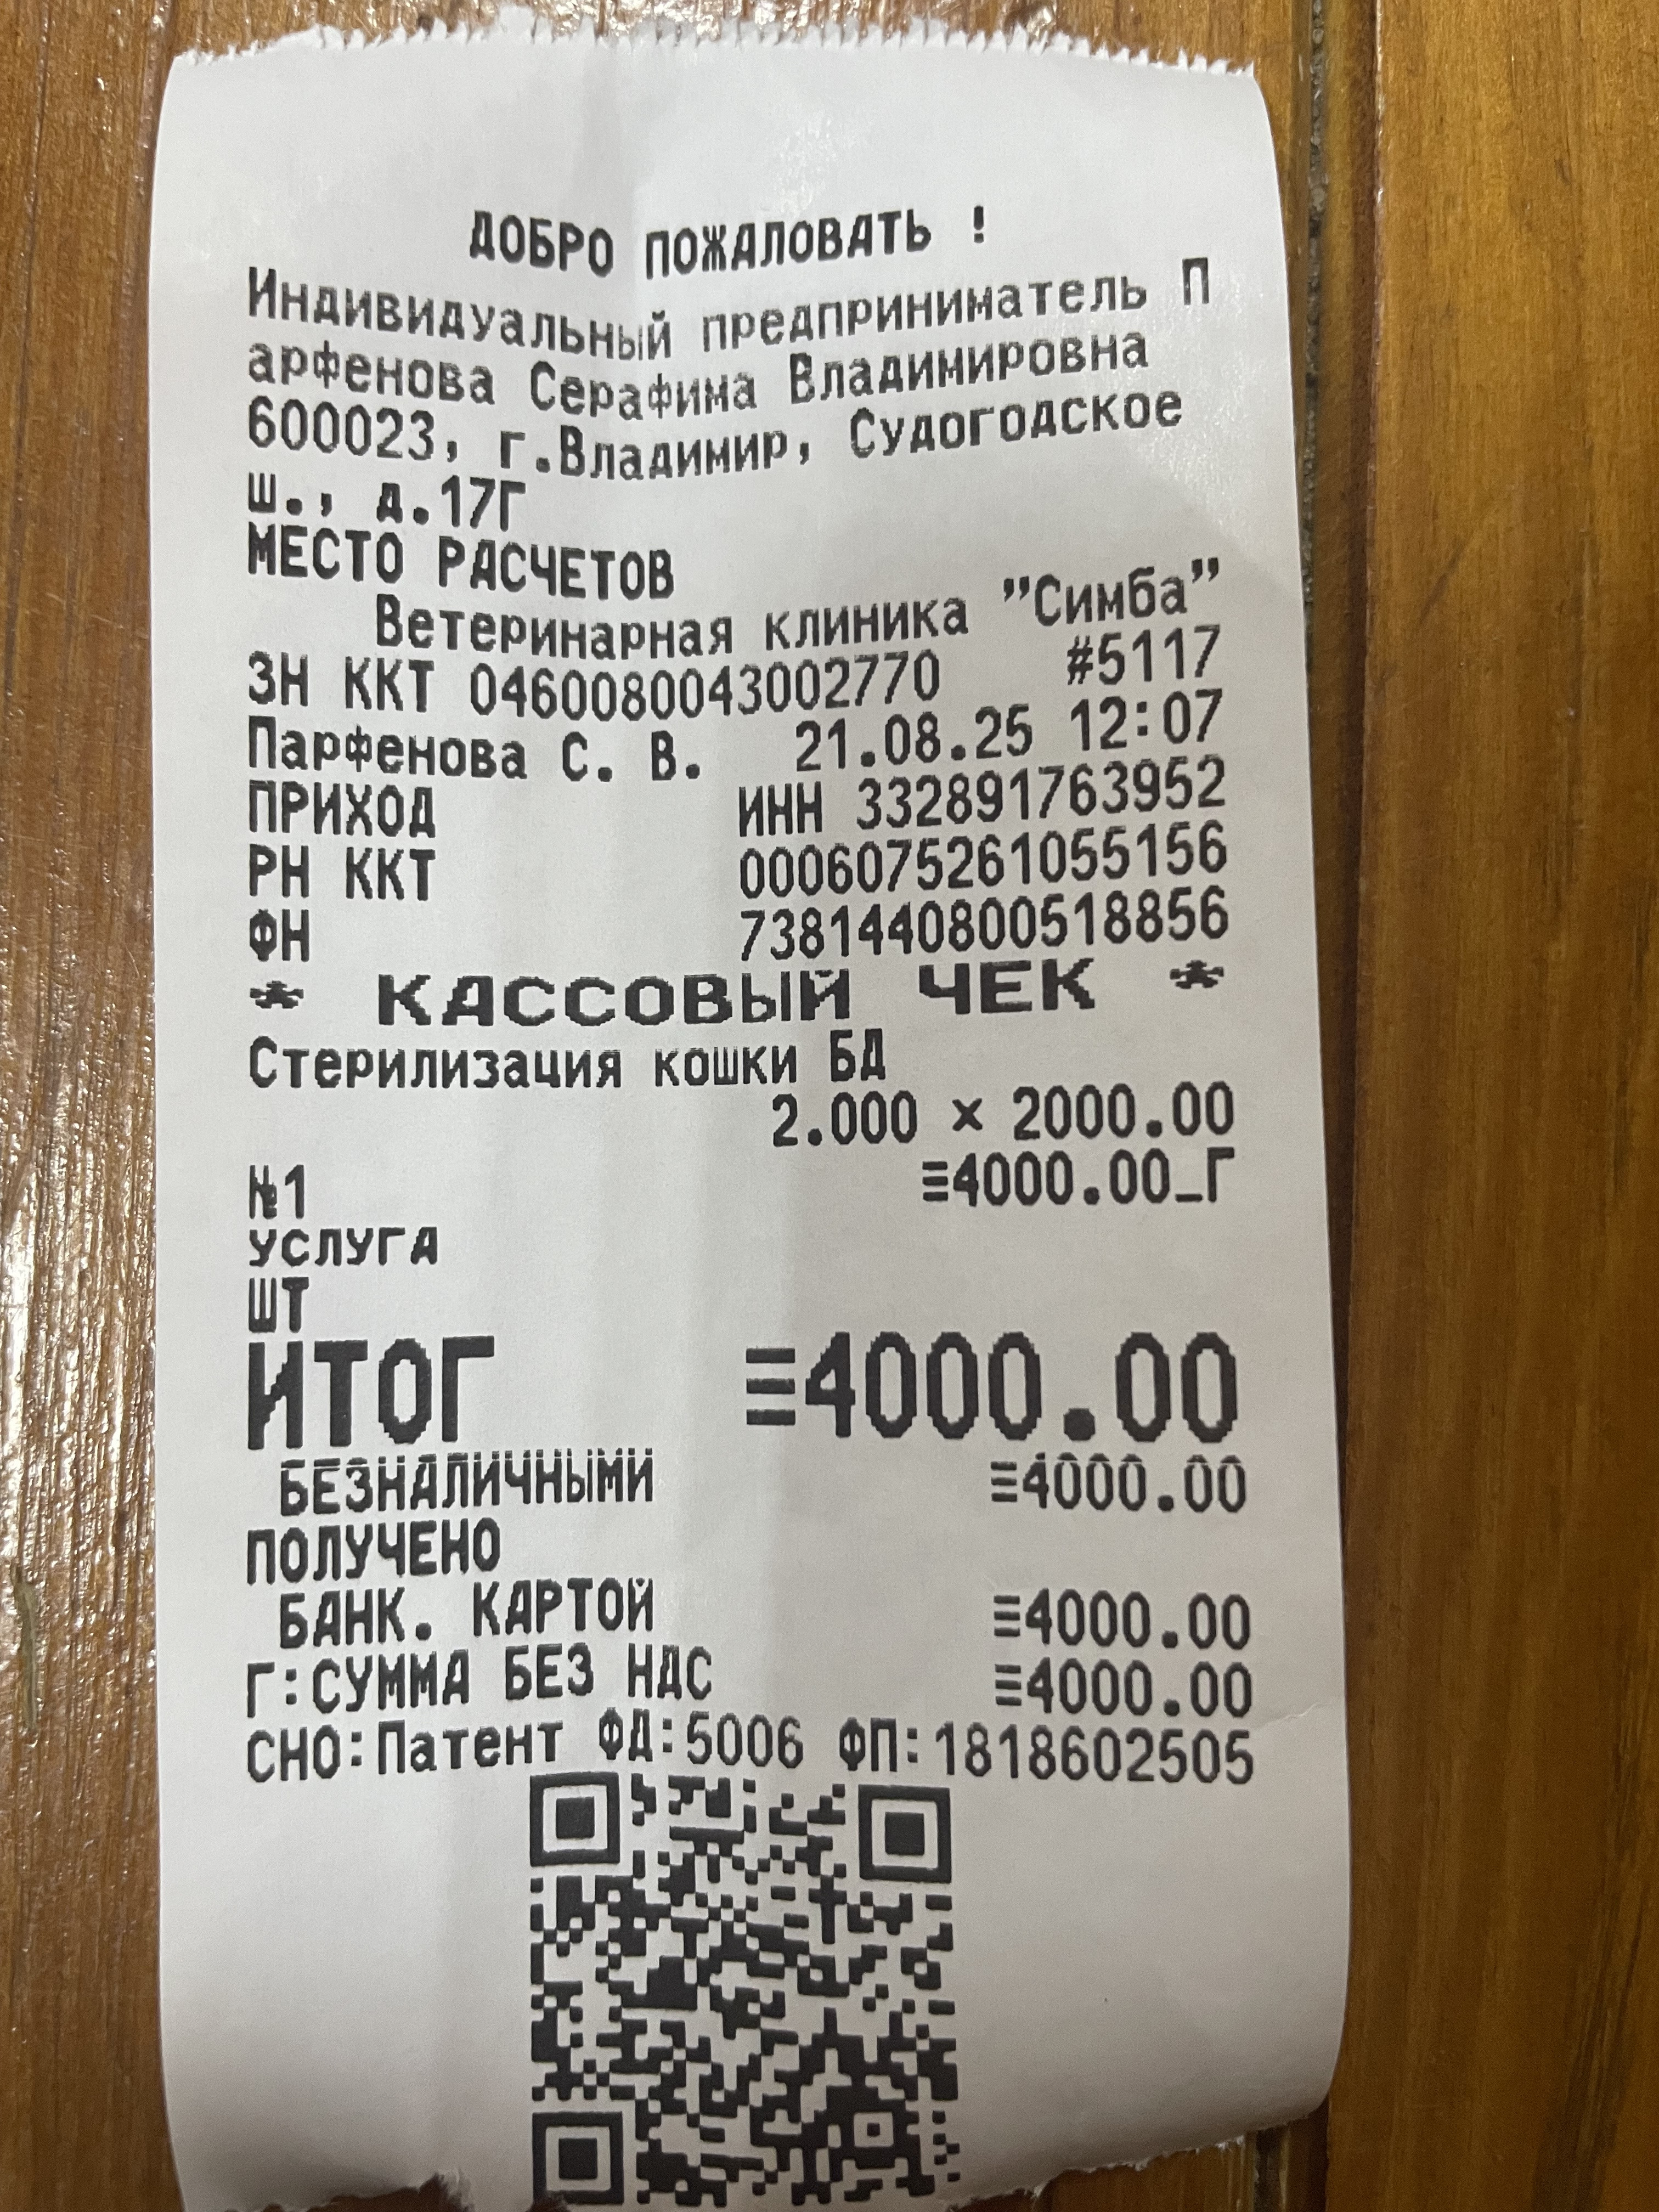 ДОБРО ПОЖАЛОВАТЬ !
Индивидуальный предприниматель П
арфенова Серафима Владимировна
600023, г.Владимир, Судогодское
ш., д.17Г
МЕСТО РАСЧЕТОВ
Ветеринарная клиника "Симба"
ЗН ККТ 0460080043002770 #5117
Парфенова С. В. 21.08.25 12:07
ПРИХОД ИНН 332891763952
РН ККТ 0006075261055156
ФН 7381440800518856
* КАССОВЫЙ ЧЕК *
Стерилизация кошки БД
2.000 × 2000.00
№1 ≡4000.00_Г
УСЛУГА
ШТ
ИТОГ ≡4000.00
БЕЗНАЛИЧНЫМИ ≡4000.00
ПОЛУЧЕНО
БАНК. КАРТОЙ ≡4000.00
Г:СУММА БЕЗ НДС ≡4000.00
СНО:Патент ФД:5006 ФП:1818602505